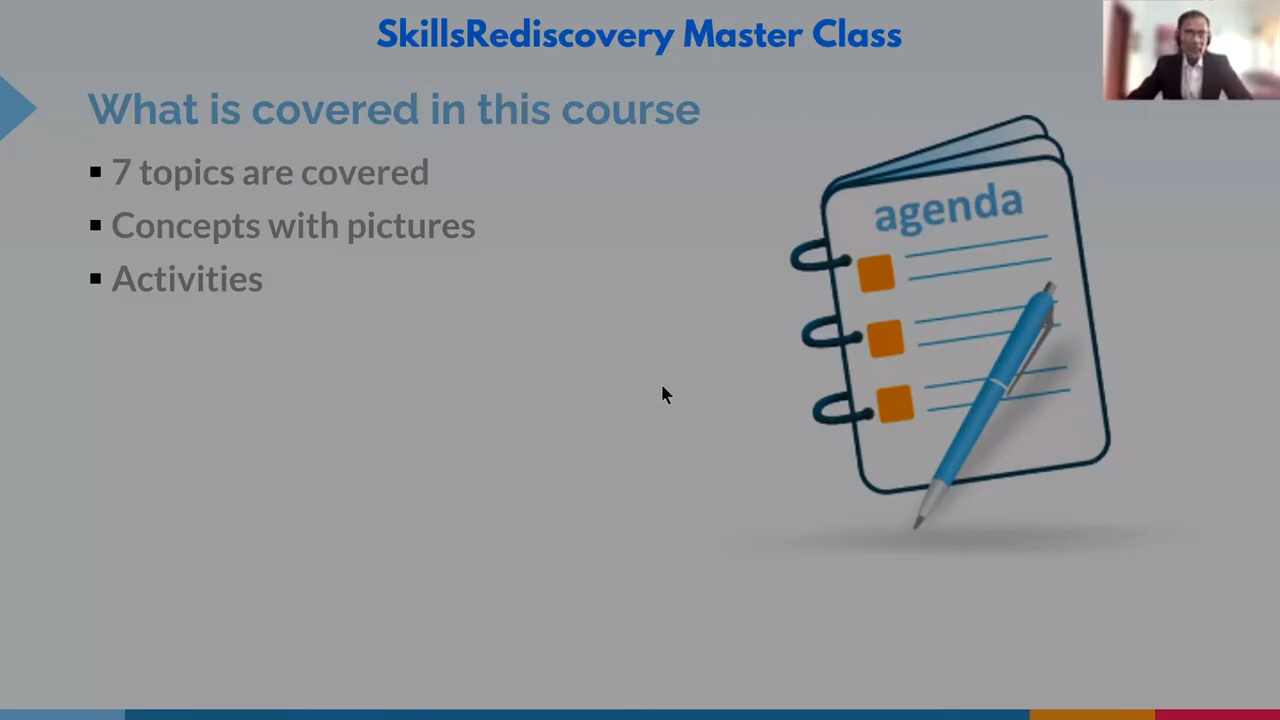 SkillsRediscovery Master Class
What is covered in this course
7 topics are covered
Concepts with pictures
Activities
agenda